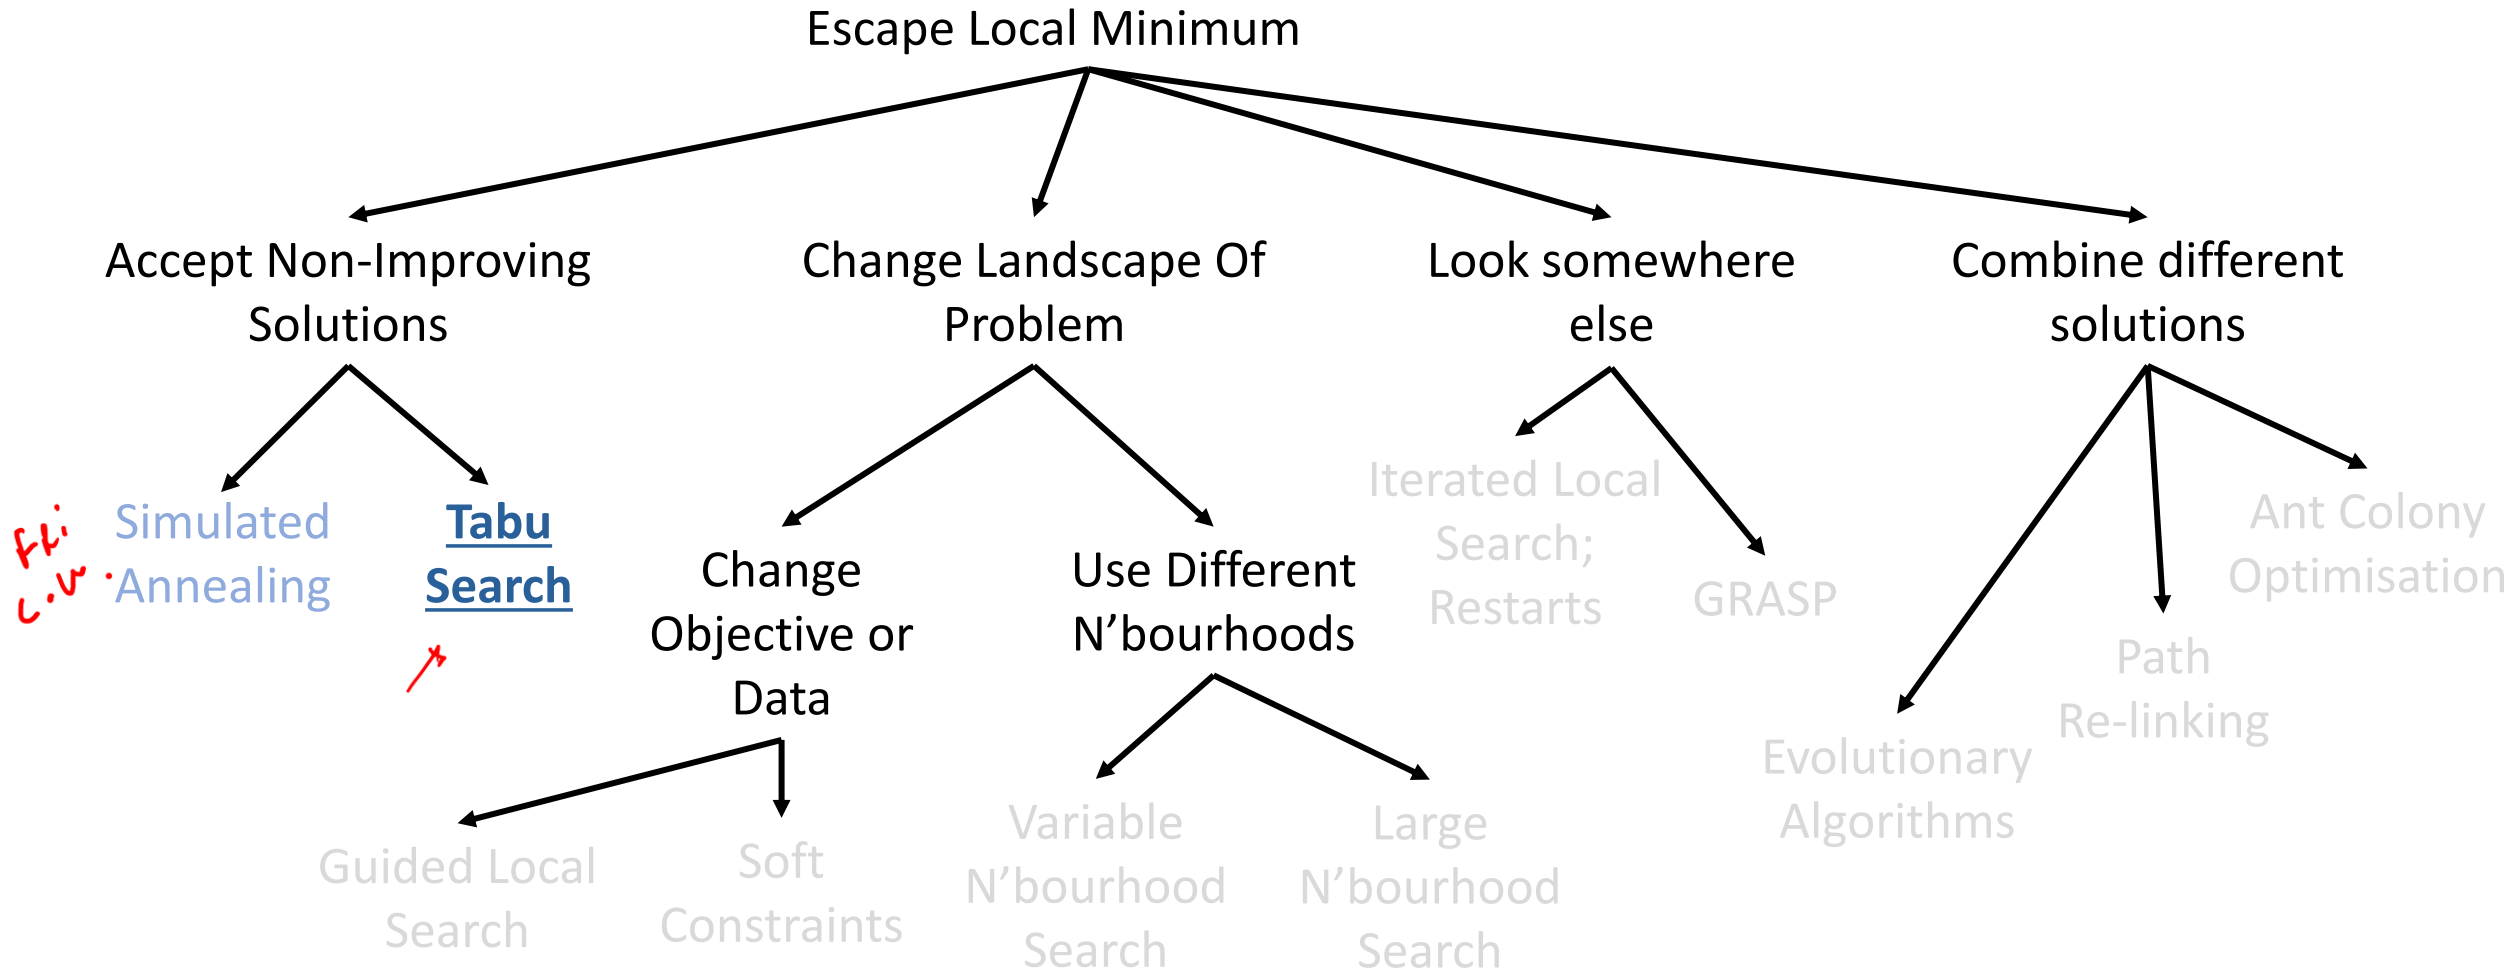 Escape Local Minimum
Accept Non-Improving
Solutions
Change Landscape Of
Problem
Look somewhere
else
Combine different
solutions
Simulated
Annealing
Tabu
Search
Change
Objective or
Data
Use Different
N’bourhoods
Iterated Local
Search;
Restarts
GRASP
Ant Colony
Optimisation
Path
Re-linking
Evolutionary
Algorithms
Guided Local
Search
Soft
Constraints
Variable
N’bourhood
Search
Large
N’bourhood
Search